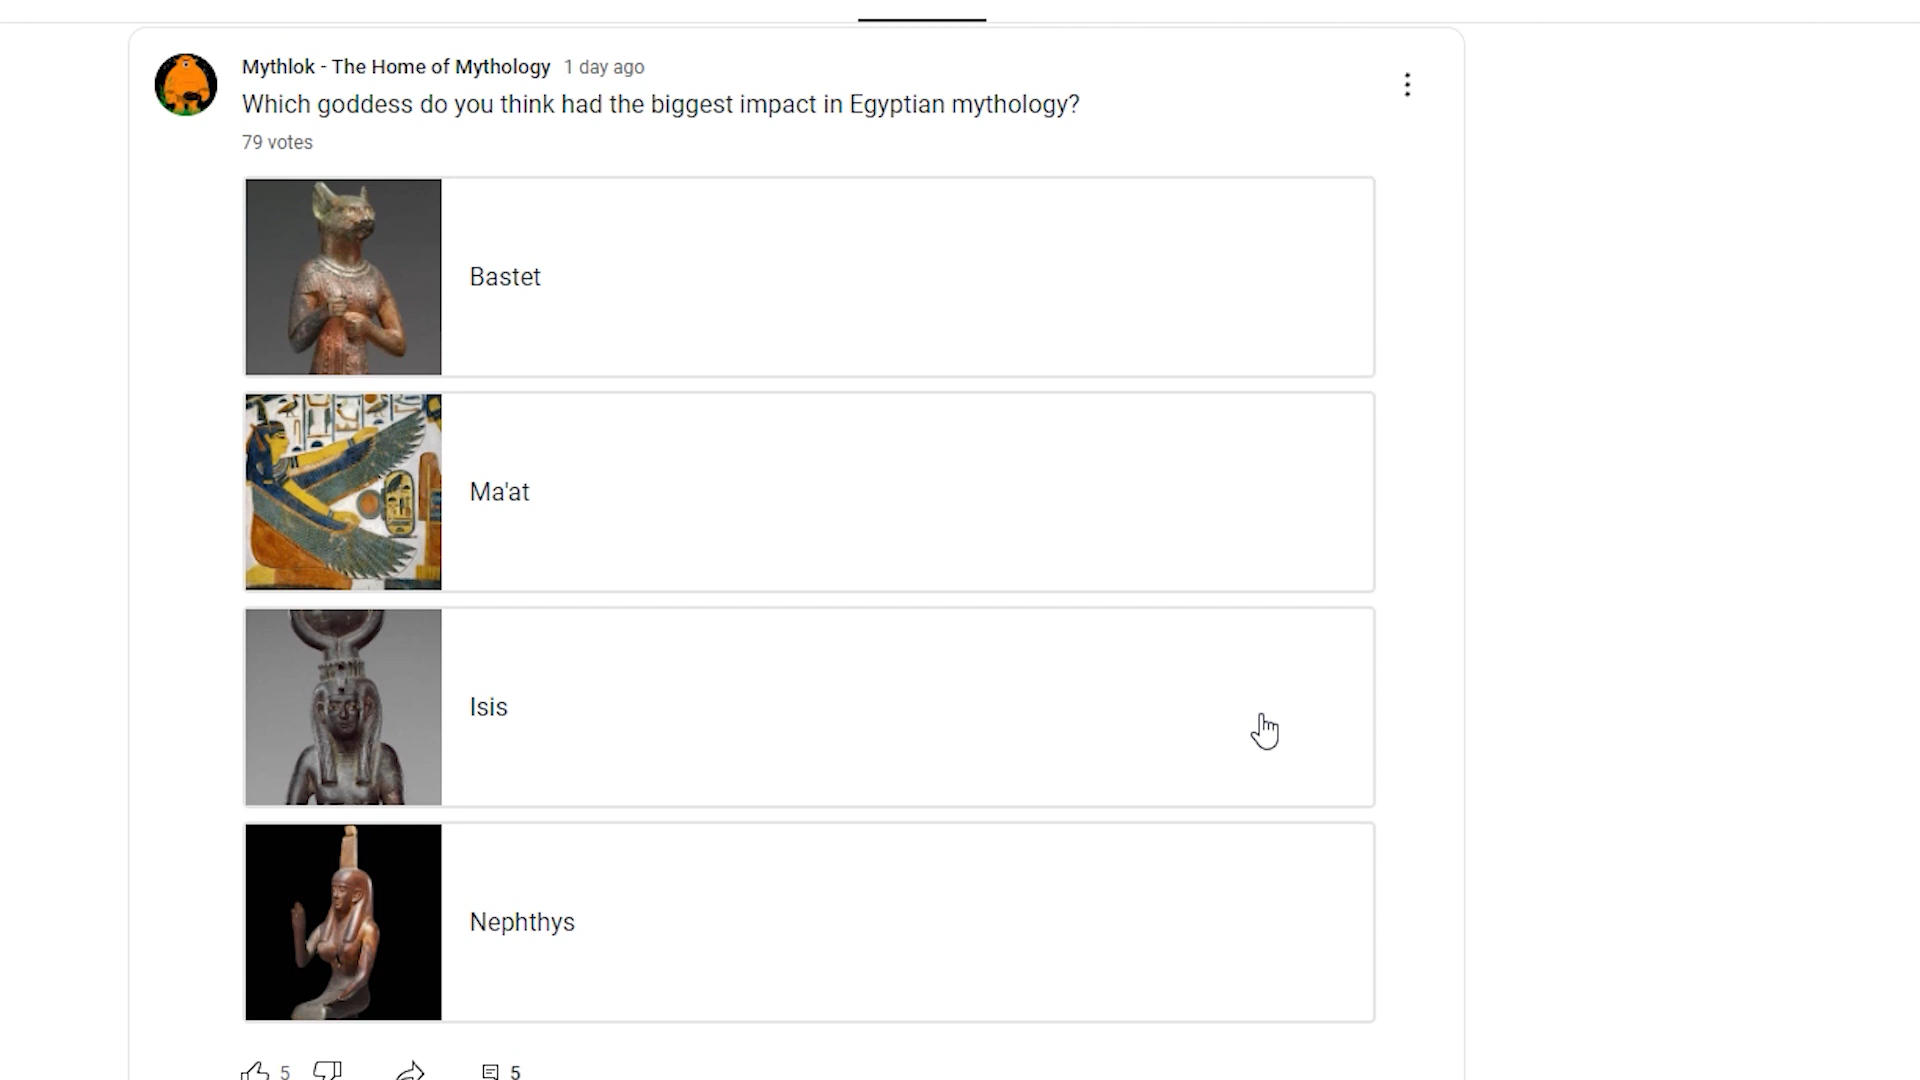 Mythlok - The Home of Mythology 1 day ago
Which goddess do you think had the biggest impact in Egyptian mythology?
79 votes
Bastet
Ma'at
Isis
Nephthys
5 5